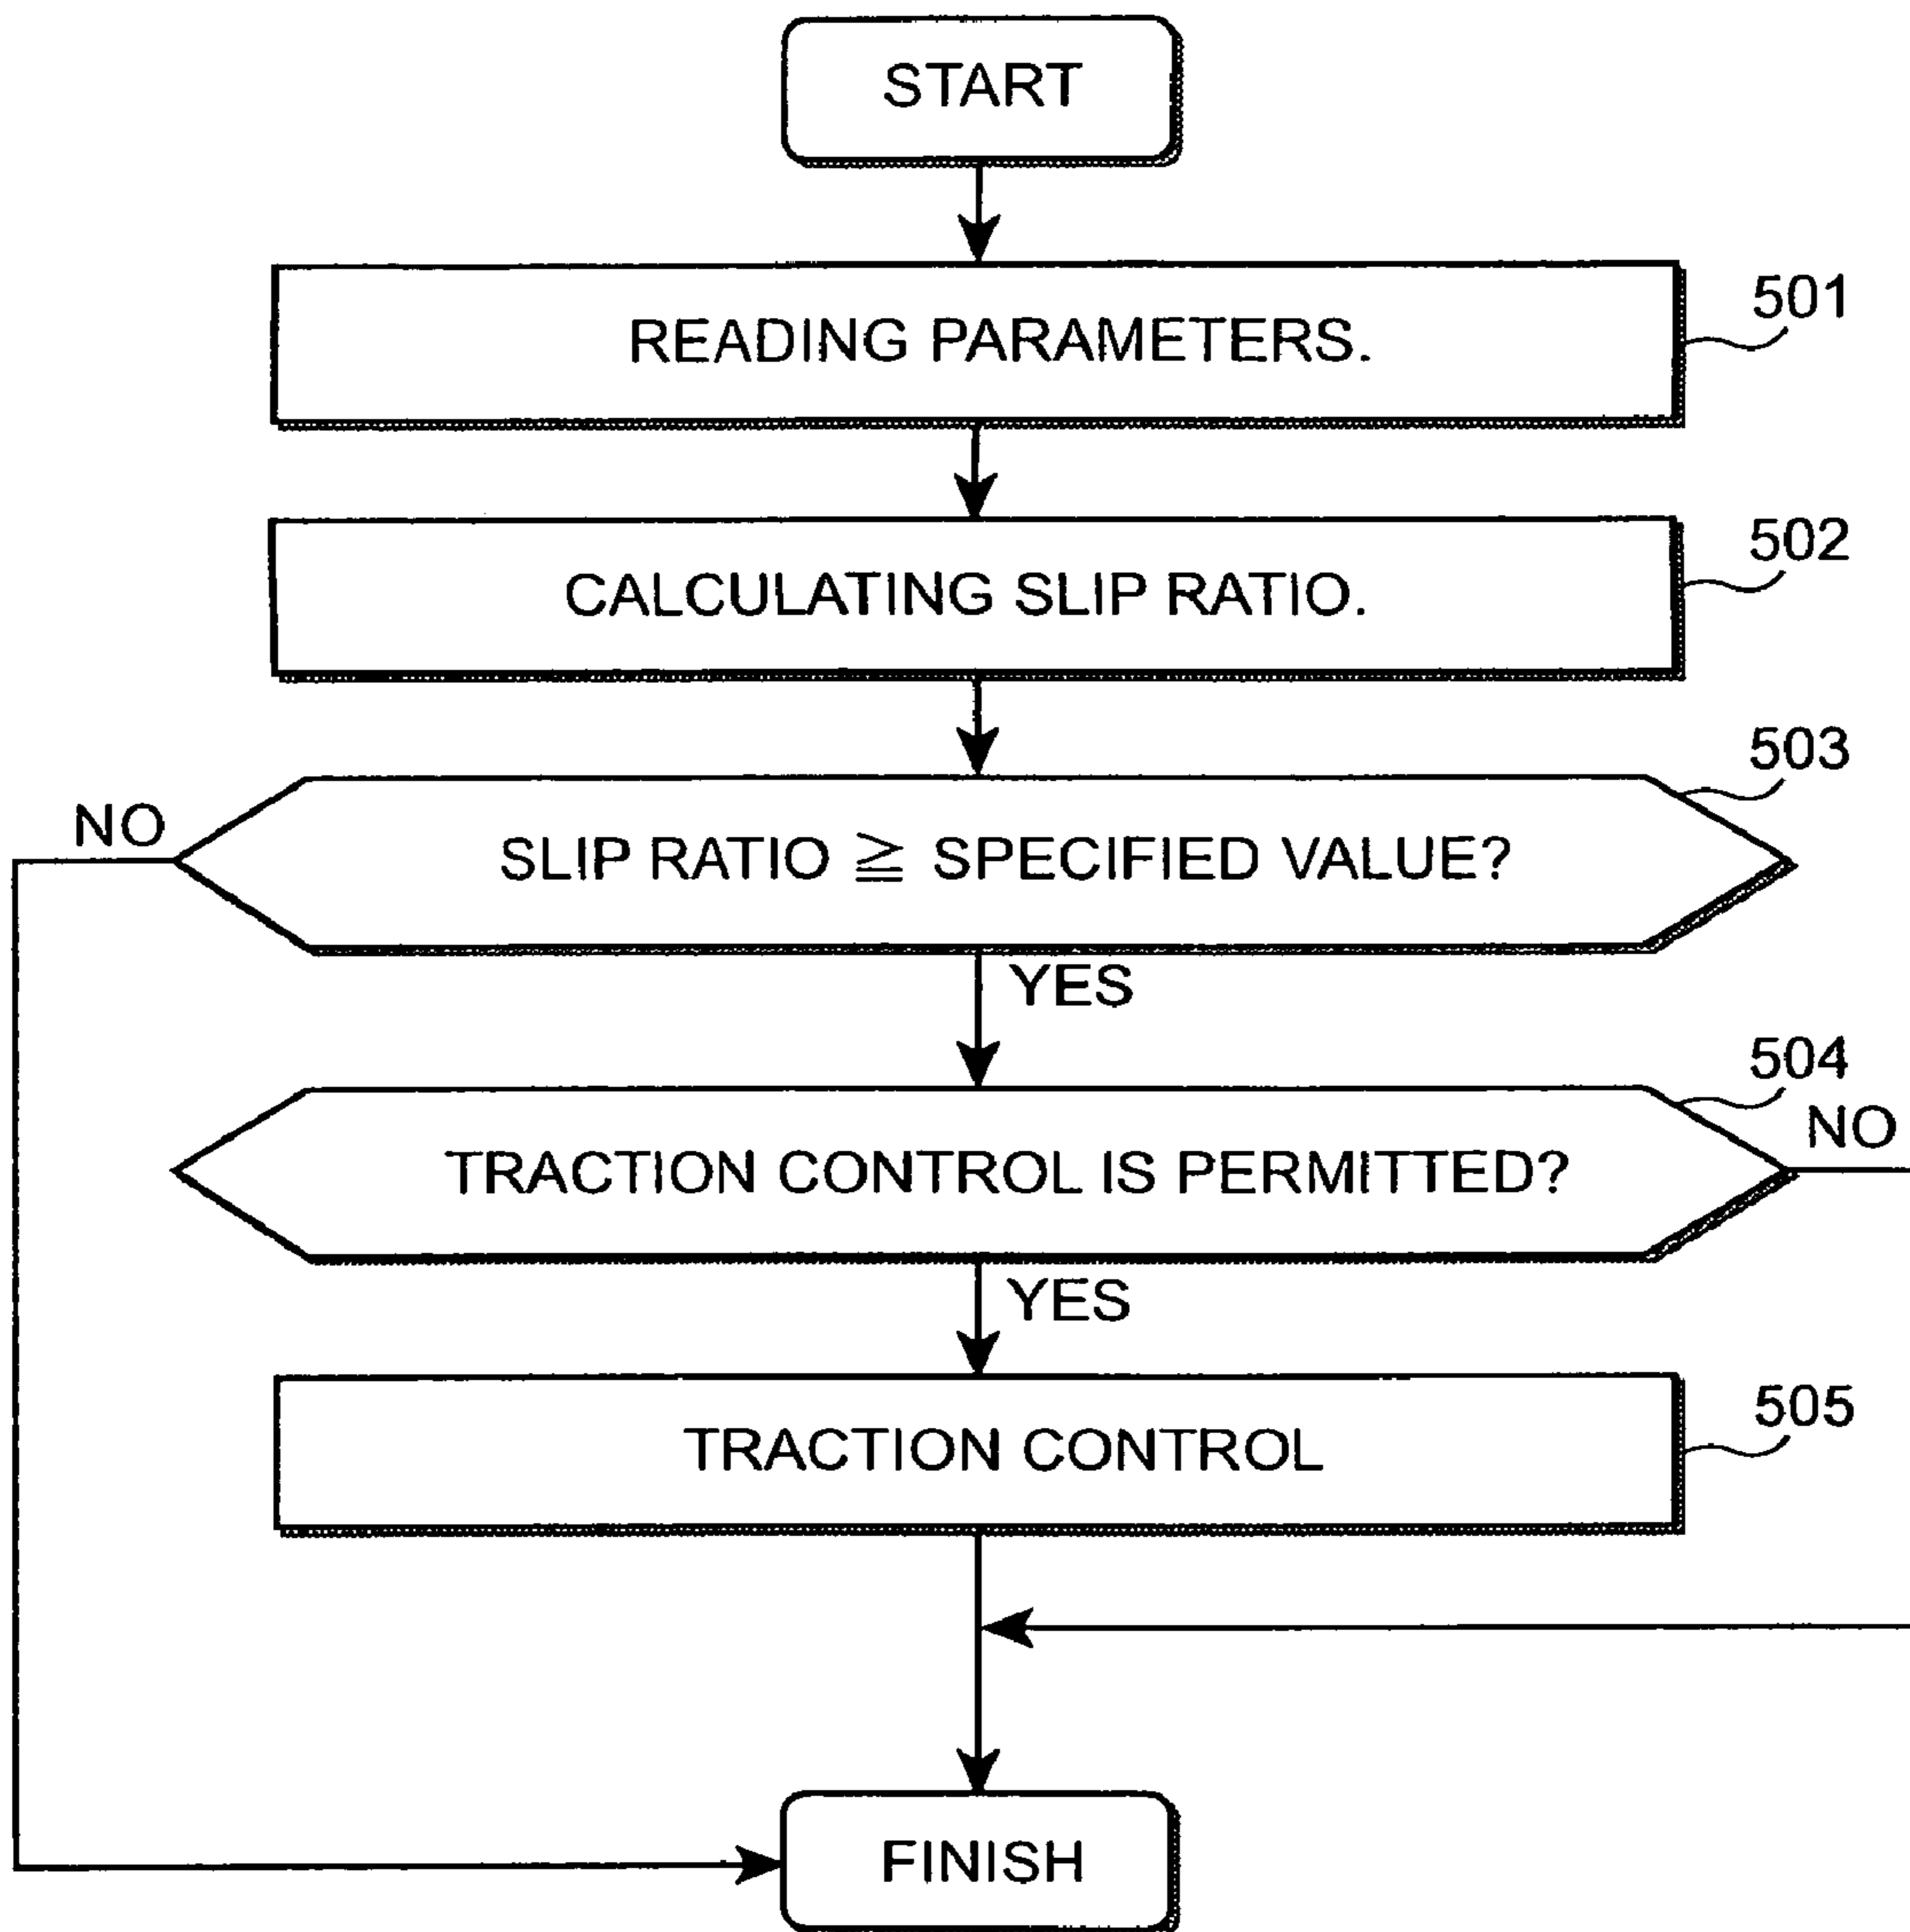 START
READING PARAMETERS.
501
CALCULATING SLIP RATIO.
502
503
NO
SLIP RATIO ≧ SPECIFIED VALUE?
YES
504
NO
TRACTION CONTROL IS PERMITTED?
YES
TRACTION CONTROL
505
FINISH